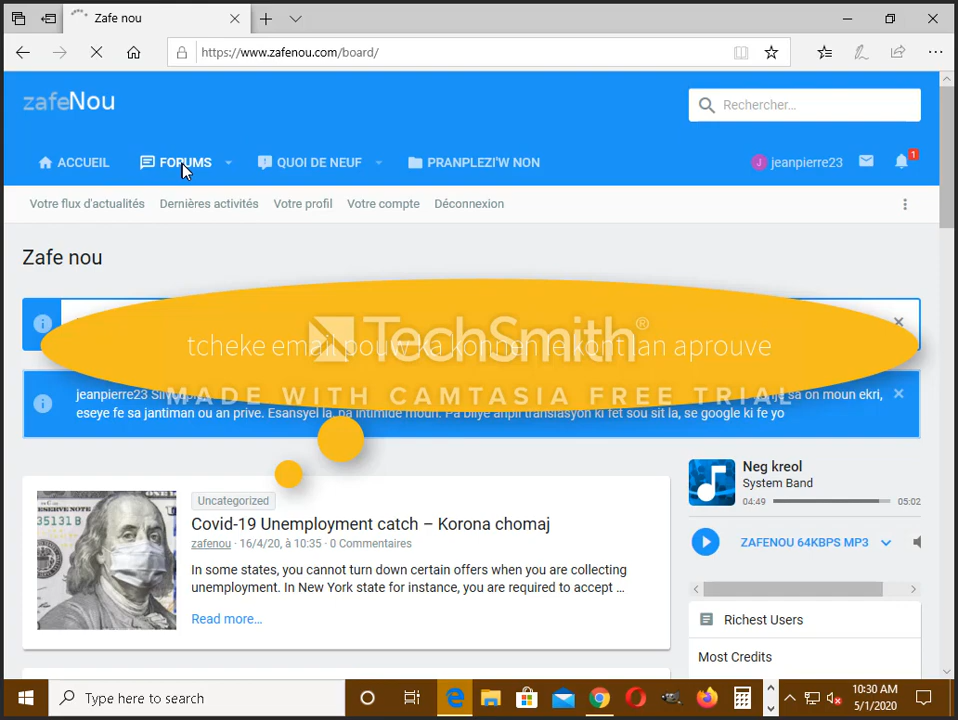 Zafe nou
https://www.zafenou.com/board/
zafeNou
Rechercher...
ACCUEIL
FORUMS
QUOI DE NEUF
PRANPLEZI'W NON
J
jeanpierre23
1
Votre flux d'actualités
Dernières activités
Votre profil
Votre compte
Déconnexion
Zafe nou
tcheke email pouw ka konnen le kont lan aprouve
TechSmith®
MADE WITH CAMTASIA FREE TRIAL
jeanpierre23 sa on moun ekri,
eseye fe sa jantiman ou an prive. Esansyel la, pa intimide moun. Pa bliye anpil translasyon ki fet sou sit la, se google ki fe yo
Neg kreol
System Band
04:49
05:02
ZAFENOU 64KBPS MP3
Uncategorized
Covid-19 Unemployment catch – Korona chomaj
zafenou · 16/4/20, à 10:35 · 0 Commentaires
In some states, you cannot turn down certain offers when you are collecting
unemployment. In New York state for instance, you are required to accept ...
Read more...
Richest Users
Most Credits
Type here to search
10:30 AM
5/1/2020